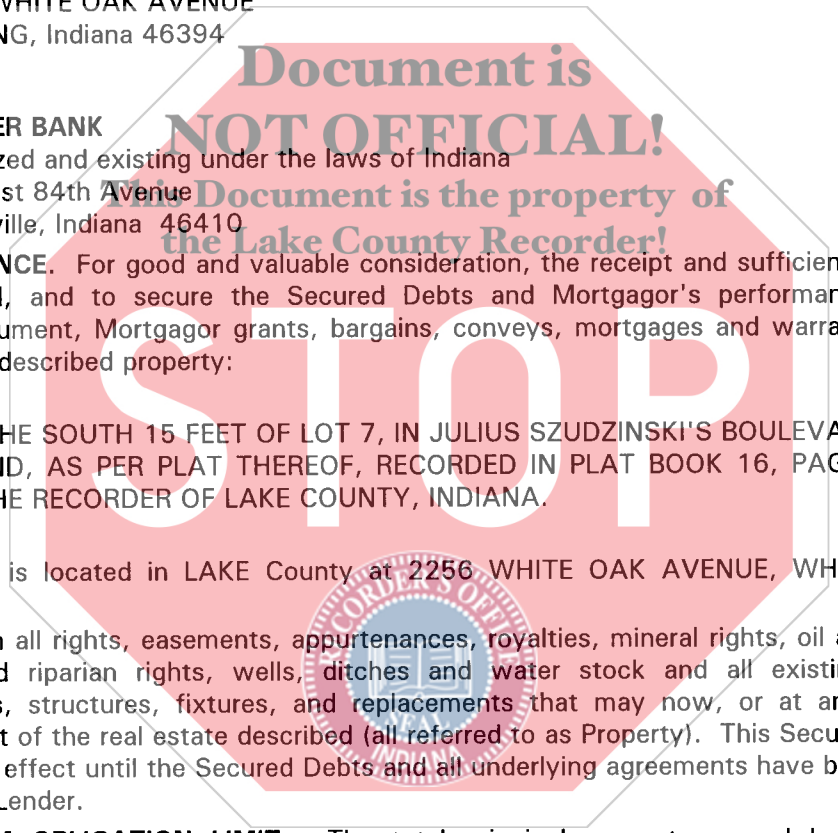 WHITE OAK AVENUE
NG, Indiana 46394
Document is
NOT OFFICIAL!
This Document is the property of
the Lake County Recorder!
ER BANK
zed and existing under the laws of Indiana
st 84th Avenue
ville, Indiana 46410
NCE. For good and valuable consideration, the receipt and sufficien
, and to secure the Secured Debts and Mortgagor's performan
ument, Mortgagor grants, bargains, conveys, mortgages and warra
described property:
HE SOUTH 15 FEET OF LOT 7, IN JULIUS SZUDZINSKI'S BOULEVA
ND, AS PER PLAT THEREOF, RECORDED IN PLAT BOOK 16, PAG
HE RECORDER OF LAKE COUNTY, INDIANA.
STOP
is located in LAKE County at 2256 WHITE OAK AVENUE, WH
all rights, easements, appurtenances, royalties, mineral rights, oil a
d riparian rights, wells, ditches and water stock and all existi
s, structures, fixtures, and replacements that may now, or at an
t of the real estate described (all referred to as Property). This Secu
effect until the Secured Debts and all underlying agreements have b
Lender.
RECORDER'S OFFICE
SEAL
INDIANA
OBLIGATION LIMIT.